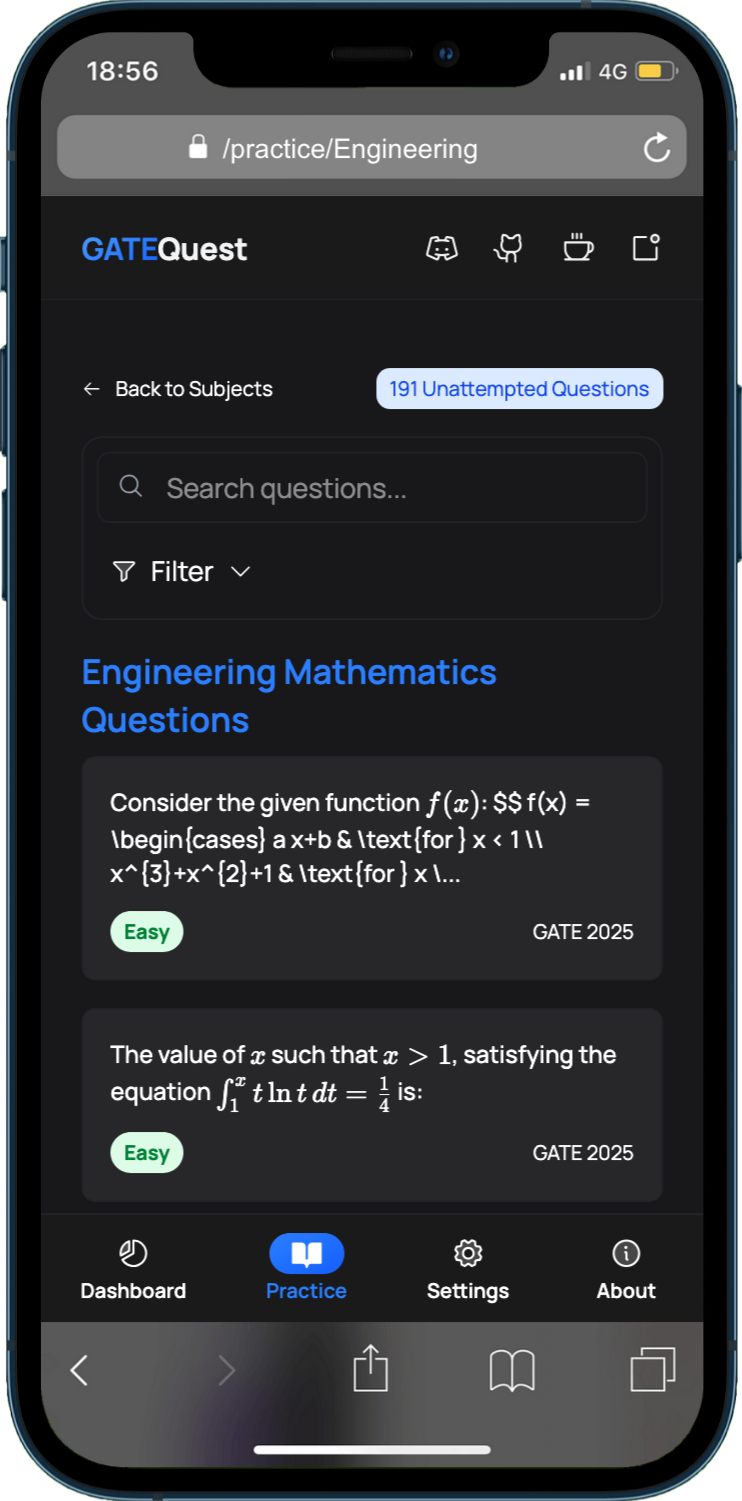 18:56 4G
/practice/Engineering
GATEQuest
← Back to Subjects 191 Unattempted Questions
Search questions...
Filter
Engineering Mathematics
Questions
Consider the given function f(x): $$ f(x) =
\begin{cases} a x+b & \text{for } x < 1 \\
x^{3}+x^{2}+1 & \text{for } x \...
Easy GATE 2025
The value of x such that x > 1, satisfying the
equation ∫₁ˣ t ln t dt = 1/4 is:
Easy GATE 2025
Dashboard Practice Settings About